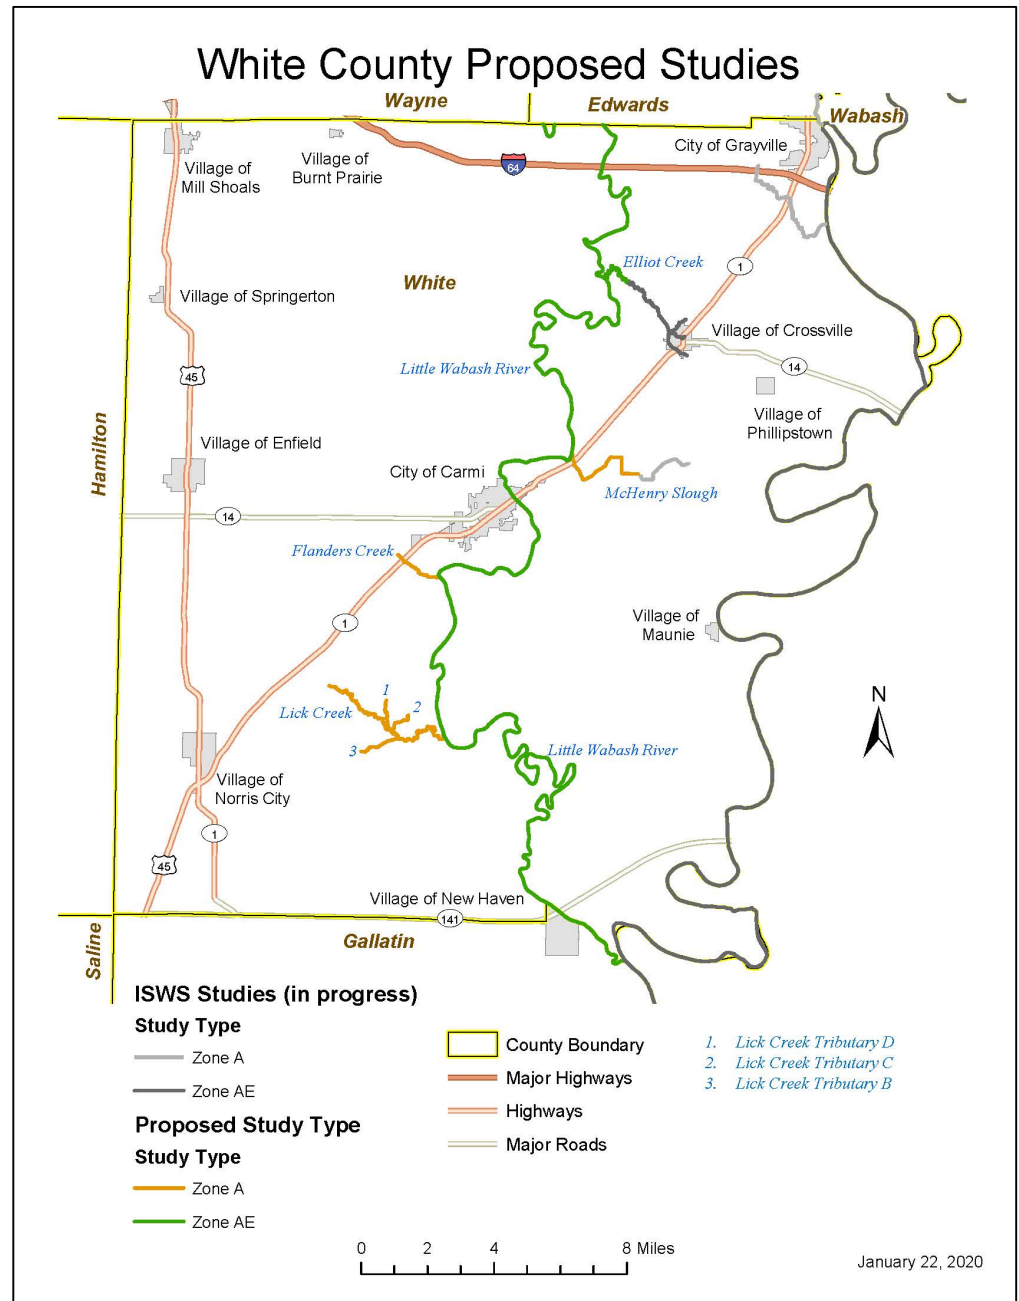 White County Proposed Studies
Wayne
Edwards
Wabash
City of Grayville
Village of
Mill Shoals
Village of
Burnt Prairie
64
Elliot Creek
1
White
Village of Springerton
Village of Crossville
Little Wabash River
45
14
Village of
Phillipstown
Hamilton
Village of Enfield
City of Carmi
McHenry Slough
14
Flanders Creek
1
Village of
Maunie
1
2
Lick Creek
3
N
Little Wabash River
Village of
Norris City
1
45
Village of New Haven
141
Saline
Gallatin
ISWS Studies (in progress)
Study Type
Zone A
Zone AE
Proposed Study Type
Study Type
Zone A
Zone AE
County Boundary
Major Highways
Highways
Major Roads
1. Lick Creek Tributary D
2. Lick Creek Tributary C
3. Lick Creek Tributary B
0 2 4 8 Miles
January 22, 2020